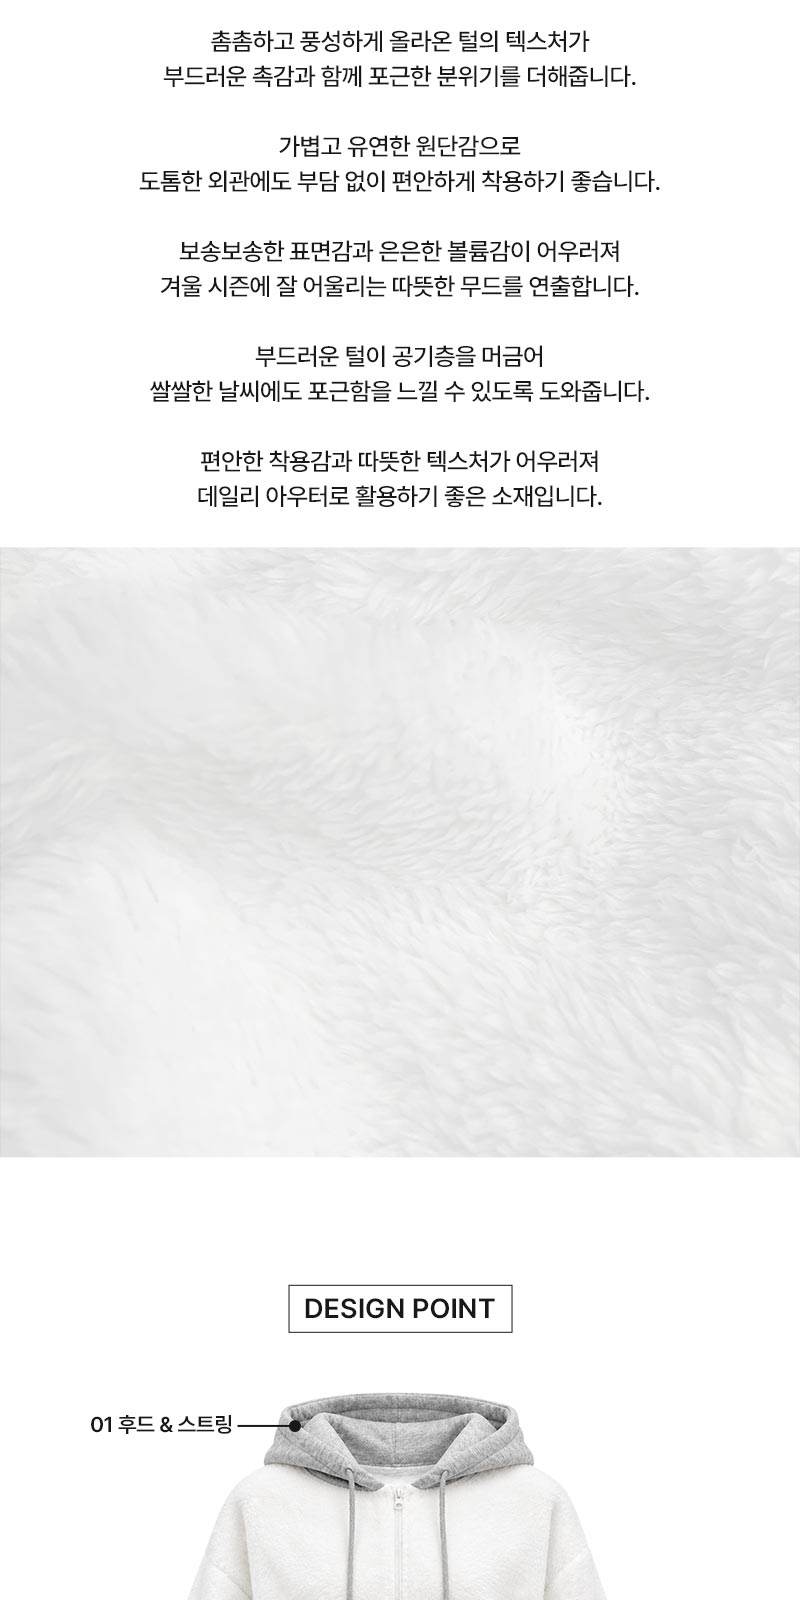 촘촘하고 풍성하게 올라온 털의 텍스처가
부드러운 촉감과 함께 포근한 분위기를 더해줍니다.
가볍고 유연한 원단감으로
도톰한 외관에도 부담 없이 편안하게 착용하기 좋습니다.
보송보송한 표면감과 은은한 볼륨감이 어우러져
겨울 시즌에 잘 어울리는 따뜻한 무드를 연출합니다.
부드러운 털이 공기층을 머금어
쌀쌀한 날씨에도 포근함을 느낄 수 있도록 도와줍니다.
편안한 착용감과 따뜻한 텍스처가 어우러져
데일리 아우터로 활용하기 좋은 소재입니다.
DESIGN POINT
01 후드 & 스트링